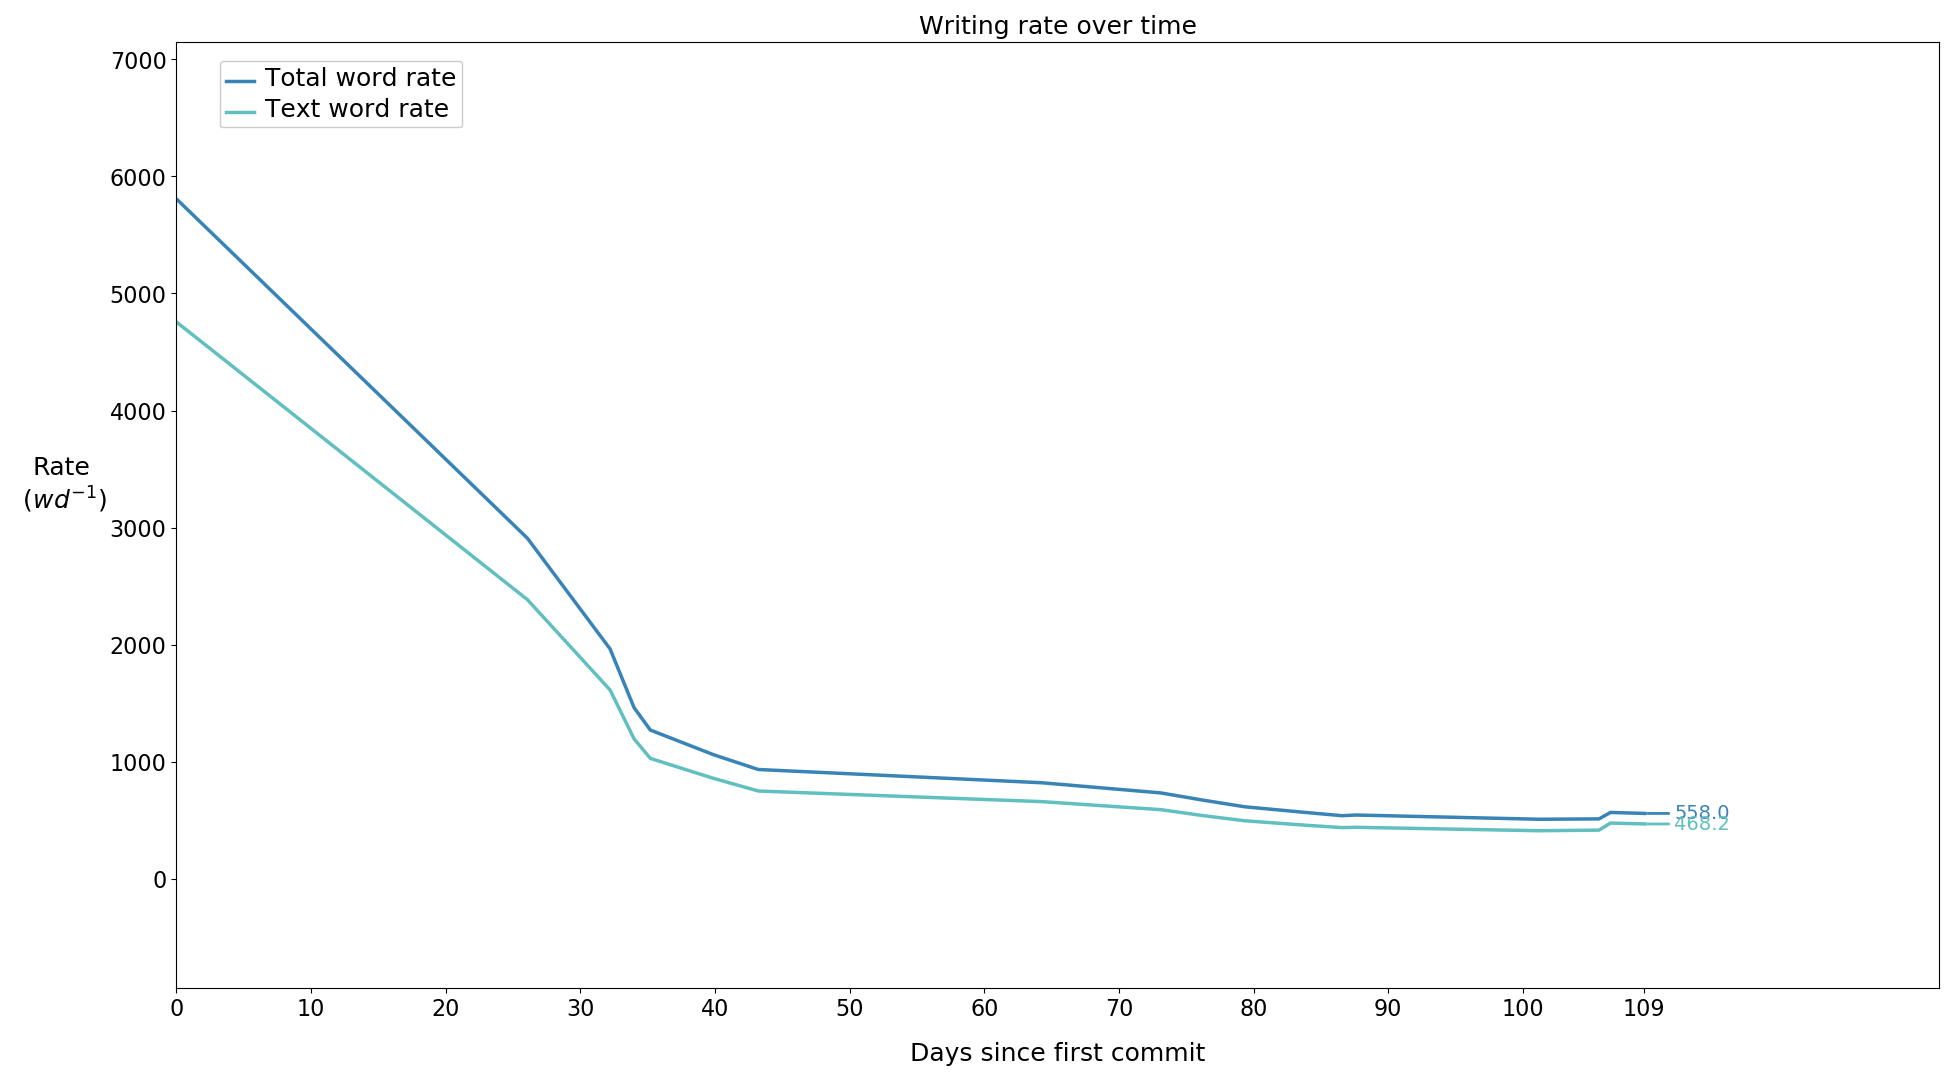 Writing rate over time
Total word rate
Text word rate
7000
6000
5000
4000
3000
2000
1000
0
Rate
(wd⁻¹)
558.0
468.2
0 10 20 30 40 50 60 70 80 90 100 109
Days since first commit